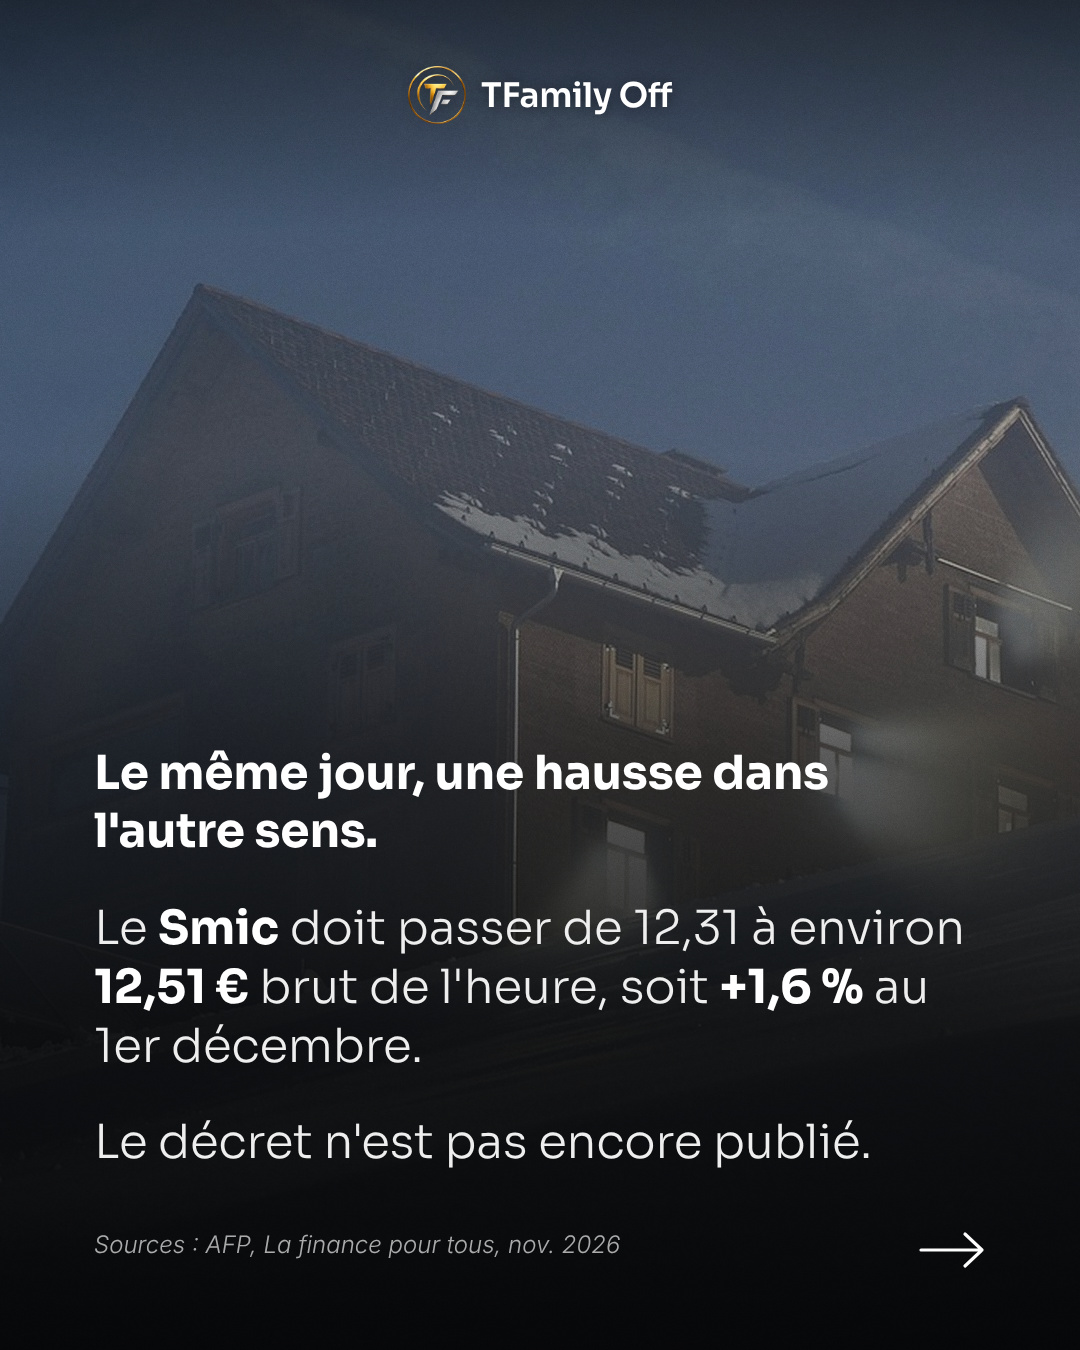 TFamily Off
Le même jour, une hausse dans
l'autre sens.
Le Smic doit passer de 12,31 à environ
12,51 € brut de l'heure, soit +1,6 % au
1er décembre.
Le décret n'est pas encore publié.
Sources : AFP, La finance pour tous, nov. 2026